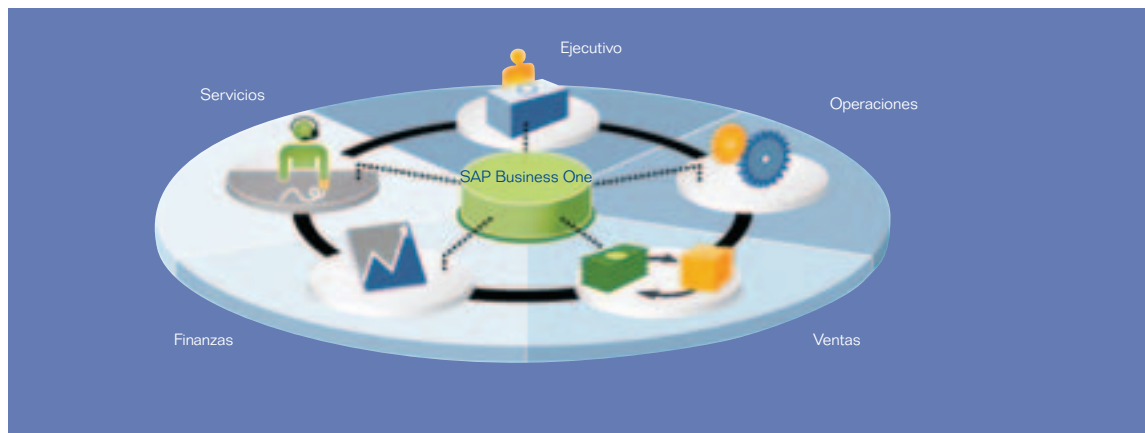 Ejecutivo
Servicios
Operaciones
SAP Business One
Finanzas
Ventas